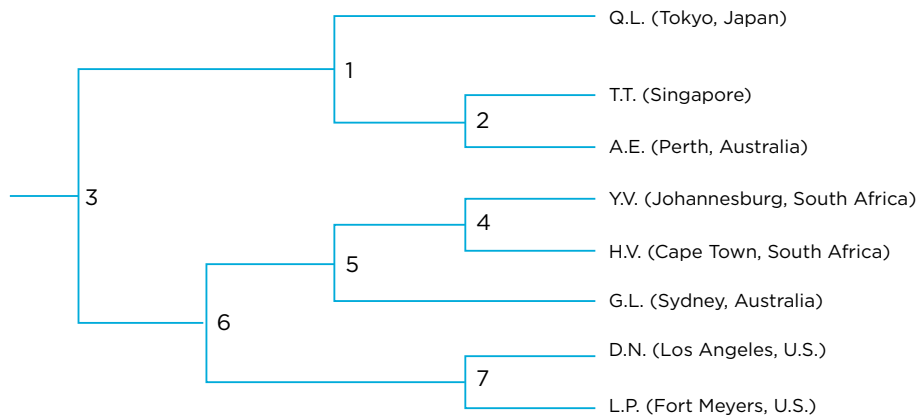 Q.L. (Tokyo, Japan)
1
T.T. (Singapore)
2
A.E. (Perth, Australia)
3
Y.V. (Johannesburg, South Africa)
4
H.V. (Cape Town, South Africa)
5
G.L. (Sydney, Australia)
6
D.N. (Los Angeles, U.S.)
7
L.P. (Fort Meyers, U.S.)